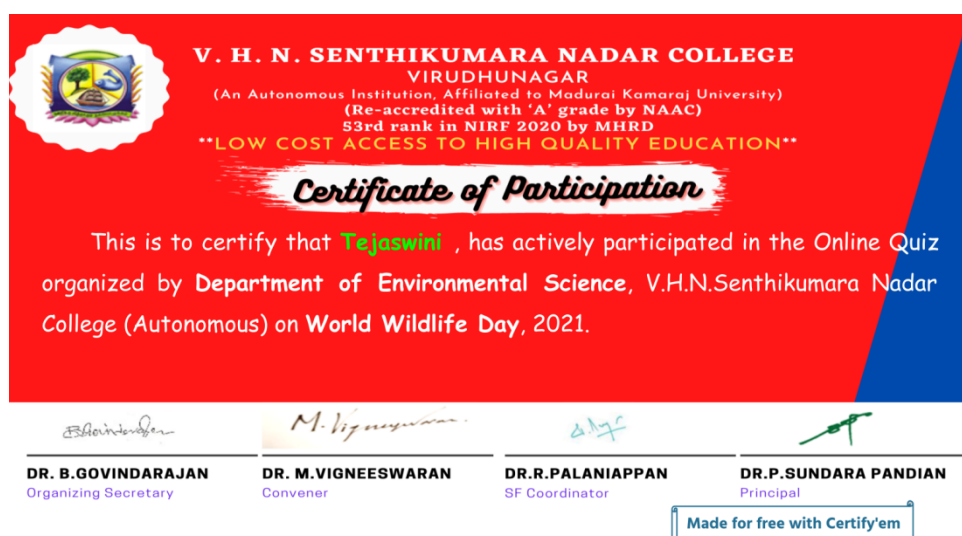 V. H. N. SENTHIKUMARA NADAR COLLEGE
VIRUDHUNAGAR
(An Autonomous Institution, Affiliated to Madurai Kamaraj University)
(Re-accredited with ‘A’ grade by NAAC)
53rd rank in NIRF 2020 by MHRD
**LOW COST ACCESS TO HIGH QUALITY EDUCATION**
Certificate of Participation
This is to certify that Tejaswini , has actively participated in the Online Quiz
organized by Department of Environmental Science, V.H.N.Senthikumara Nadar
College (Autonomous) on World Wildlife Day, 2021.
M. Vigneeswaran.
DR. B.GOVINDARAJAN
Organizing Secretary
DR. M.VIGNEESWARAN
Convener
DR.R.PALANIAPPAN
SF Coordinator
DR.P.SUNDARA PANDIAN
Principal
Made for free with Certify'em